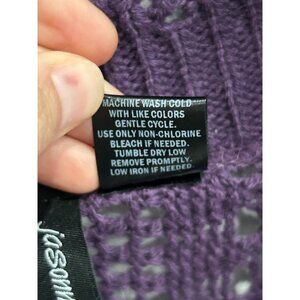 MACHINE WASH COLD
WITH LIKE COLORS
GENTLE CYCLE.
USE ONLY NON-CHLORINE
BLEACH IF NEEDED.
TUMBLE DRY LOW
REMOVE PROMPTLY.
LOW IRON IF NEEDED.